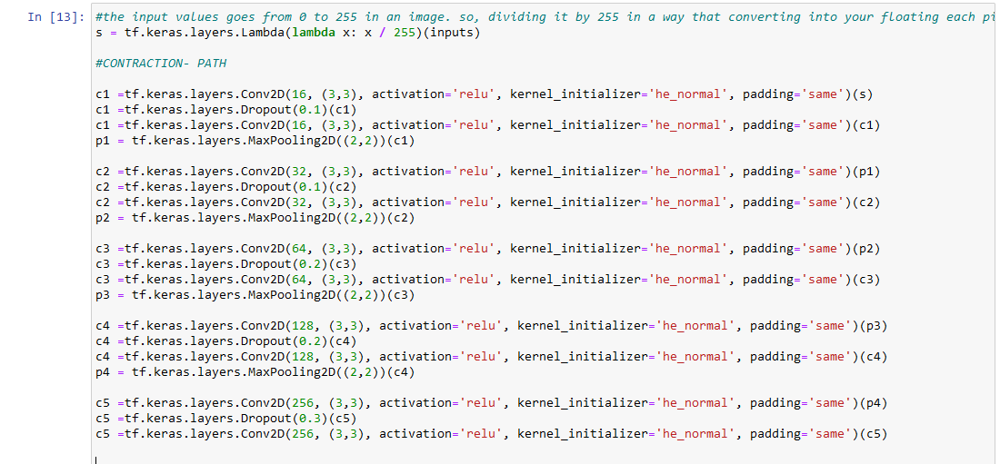 In [13]: #the input values goes from 0 to 255 in an image. so, dividing it by 255 in a way that converting into your floating each
s = tf.keras.layers.Lambda(lambda x: x / 255)(inputs)
#CONTRACTION- PATH
c1 =tf.keras.layers.Conv2D(16, (3,3), activation='relu', kernel_initializer='he_normal', padding='same')(s)
c1 =tf.keras.layers.Dropout(0.1)(c1)
c1 =tf.keras.layers.Conv2D(16, (3,3), activation='relu', kernel_initializer='he_normal', padding='same')(c1)
p1 = tf.keras.layers.MaxPooling2D((2,2))(c1)
c2 =tf.keras.layers.Conv2D(32, (3,3), activation='relu', kernel_initializer='he_normal', padding='same')(p1)
c2 =tf.keras.layers.Dropout(0.1)(c2)
c2 =tf.keras.layers.Conv2D(32, (3,3), activation='relu', kernel_initializer='he_normal', padding='same')(c2)
p2 = tf.keras.layers.MaxPooling2D((2,2))(c2)
c3 =tf.keras.layers.Conv2D(64, (3,3), activation='relu', kernel_initializer='he_normal', padding='same')(p2)
c3 =tf.keras.layers.Dropout(0.2)(c3)
c3 =tf.keras.layers.Conv2D(64, (3,3), activation='relu', kernel_initializer='he_normal', padding='same')(c3)
p3 = tf.keras.layers.MaxPooling2D((2,2))(c3)
c4 =tf.keras.layers.Conv2D(128, (3,3), activation='relu', kernel_initializer='he_normal', padding='same')(p3)
c4 =tf.keras.layers.Dropout(0.2)(c4)
c4 =tf.keras.layers.Conv2D(128, (3,3), activation='relu', kernel_initializer='he_normal', padding='same')(c4)
p4 = tf.keras.layers.MaxPooling2D((2,2))(c4)
c5 =tf.keras.layers.Conv2D(256, (3,3), activation='relu', kernel_initializer='he_normal', padding='same')(p4)
c5 =tf.keras.layers.Dropout(0.3)(c5)
c5 =tf.keras.layers.Conv2D(256, (3,3), activation='relu', kernel_initializer='he_normal', padding='same')(c5)